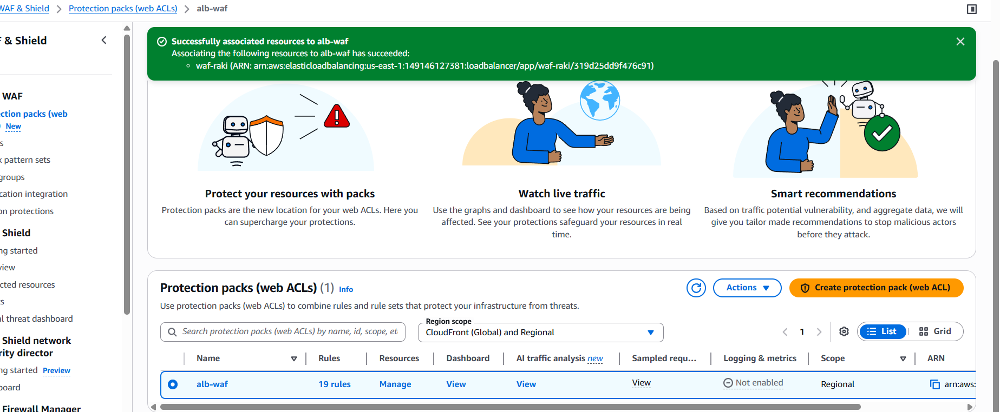 WAF & Shield
Protection packs (web ACLs)
alb-waf
& Shield
WAF
ction packs (web
New
s
x pattern sets
groups
cation integration
on protections
Shield
ng started
view
cted resources
ts
al threat dashboard
Shield network
rity director
ng started Preview
board
Firewall Manager
Successfully associated resources to alb-waf
Associating the following resources to alb-waf has succeeded:
waf-raki (ARN: arn:aws:elasticloadbalancing:us-east-1:149146127381:loadbalancer/app/waf-raki/319d25dd9f476c91)
Protect your resources with packs
Protection packs are the new location for your web ACLs. Here you
can supercharge your protections.
Watch live traffic
Use the graphs and dashboard to see how your resources are being
affected. See your protections safeguard your resources in real
time.
Smart recommendations
Based on traffic potential vulnerability, and aggregate data, we will
give you tailor made recommendations to stop malicious actors
before they attack.
Protection packs (web ACLs) (1) Info
Actions
Create protection pack (web ACL)
Use protection packs (web ACLs) to combine rules and rule sets that protect your infrastructure from threats.
Search protection packs (web ACLs) by name, id, scope, et
Region scope
CloudFront (Global) and Regional
1
List
Grid
Name Rules Resources Dashboard AI traffic analysis new Sampled requ... Logging & metrics Scope ARN
alb-waf 19 rules Manage View View View Not enabled Regional arn:aws: